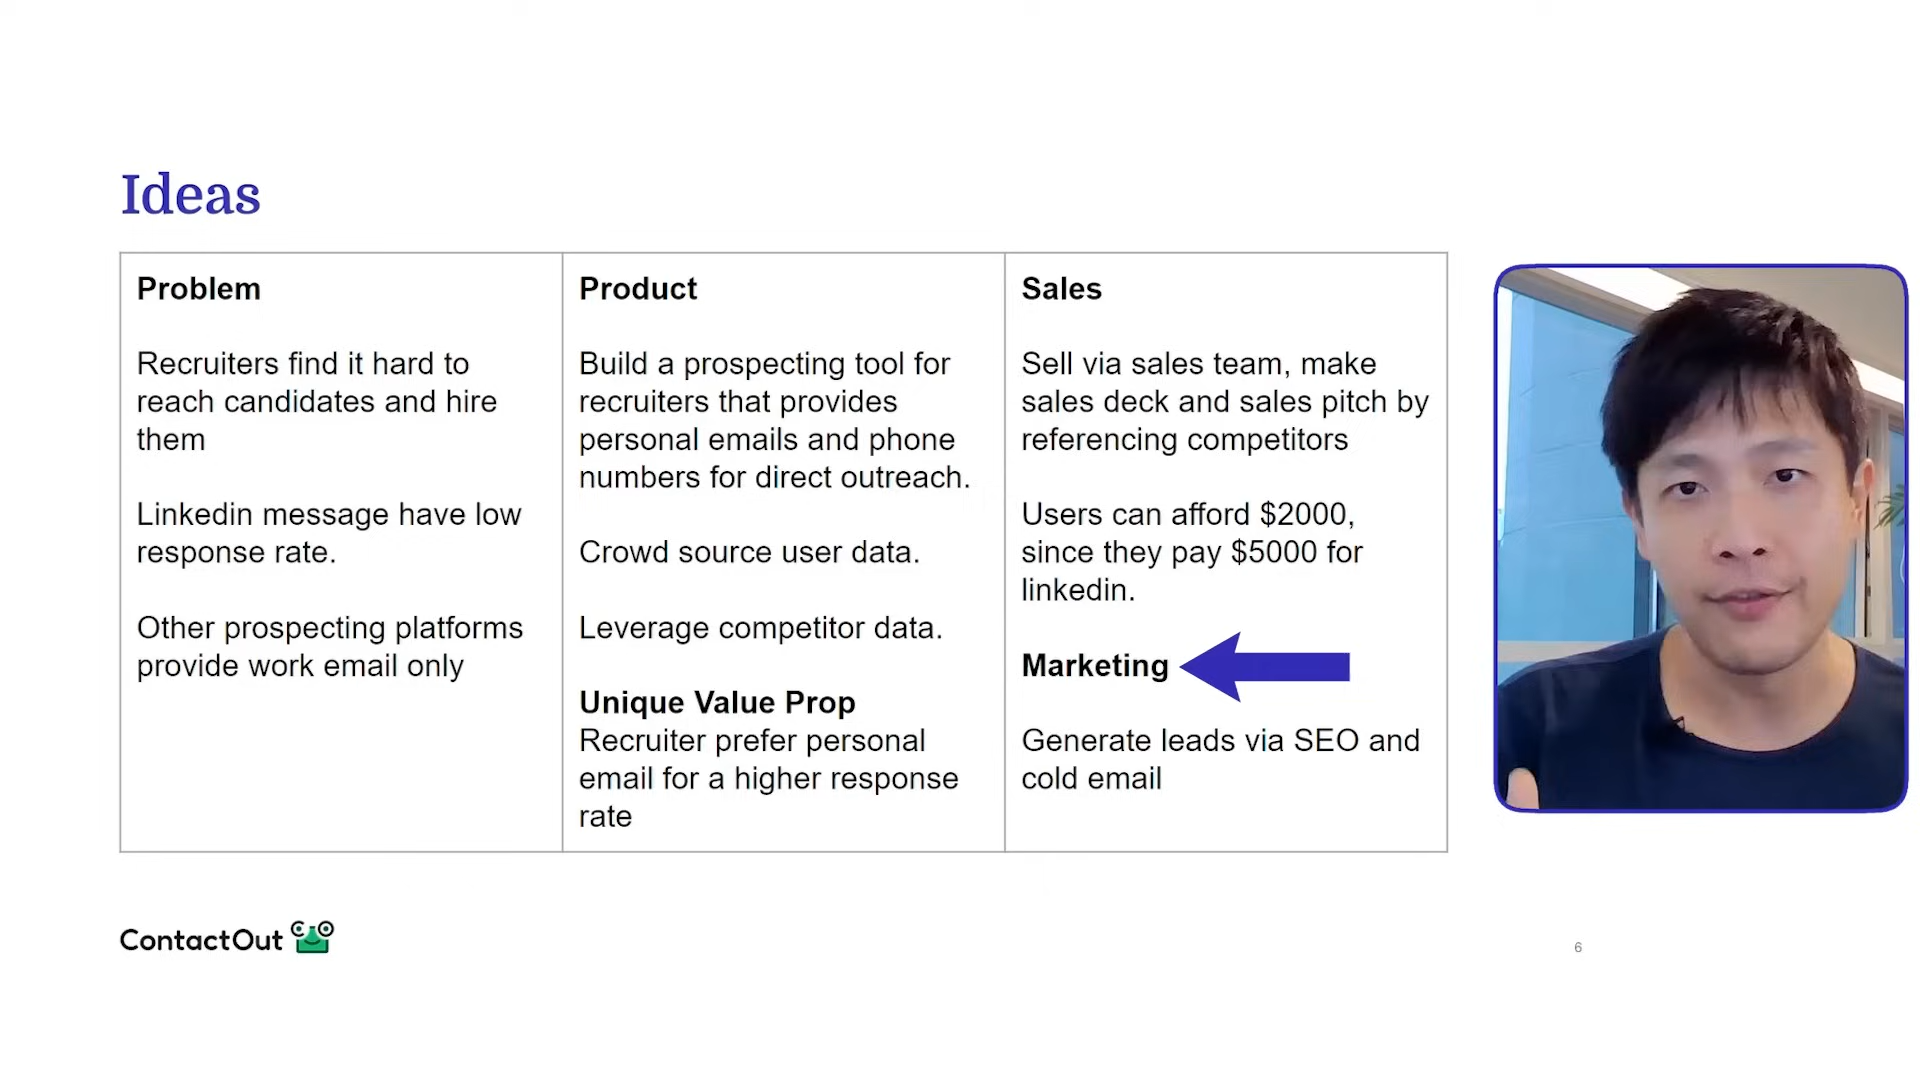 Ideas
Problem
Recruiters find it hard to
reach candidates and hire
them
Linkedin message have low
response rate.
Other prospecting platforms
provide work email only
Product
Build a prospecting tool for
recruiters that provides
personal emails and phone
numbers for direct outreach.
Crowd source user data.
Leverage competitor data.
Unique Value Prop
Recruiter prefer personal
email for a higher response
rate
Sales
Sell via sales team, make
sales deck and sales pitch by
referencing competitors
Users can afford $2000,
since they pay $5000 for
linkedin.
Marketing
Generate leads via SEO and
cold email
ContactOut
6